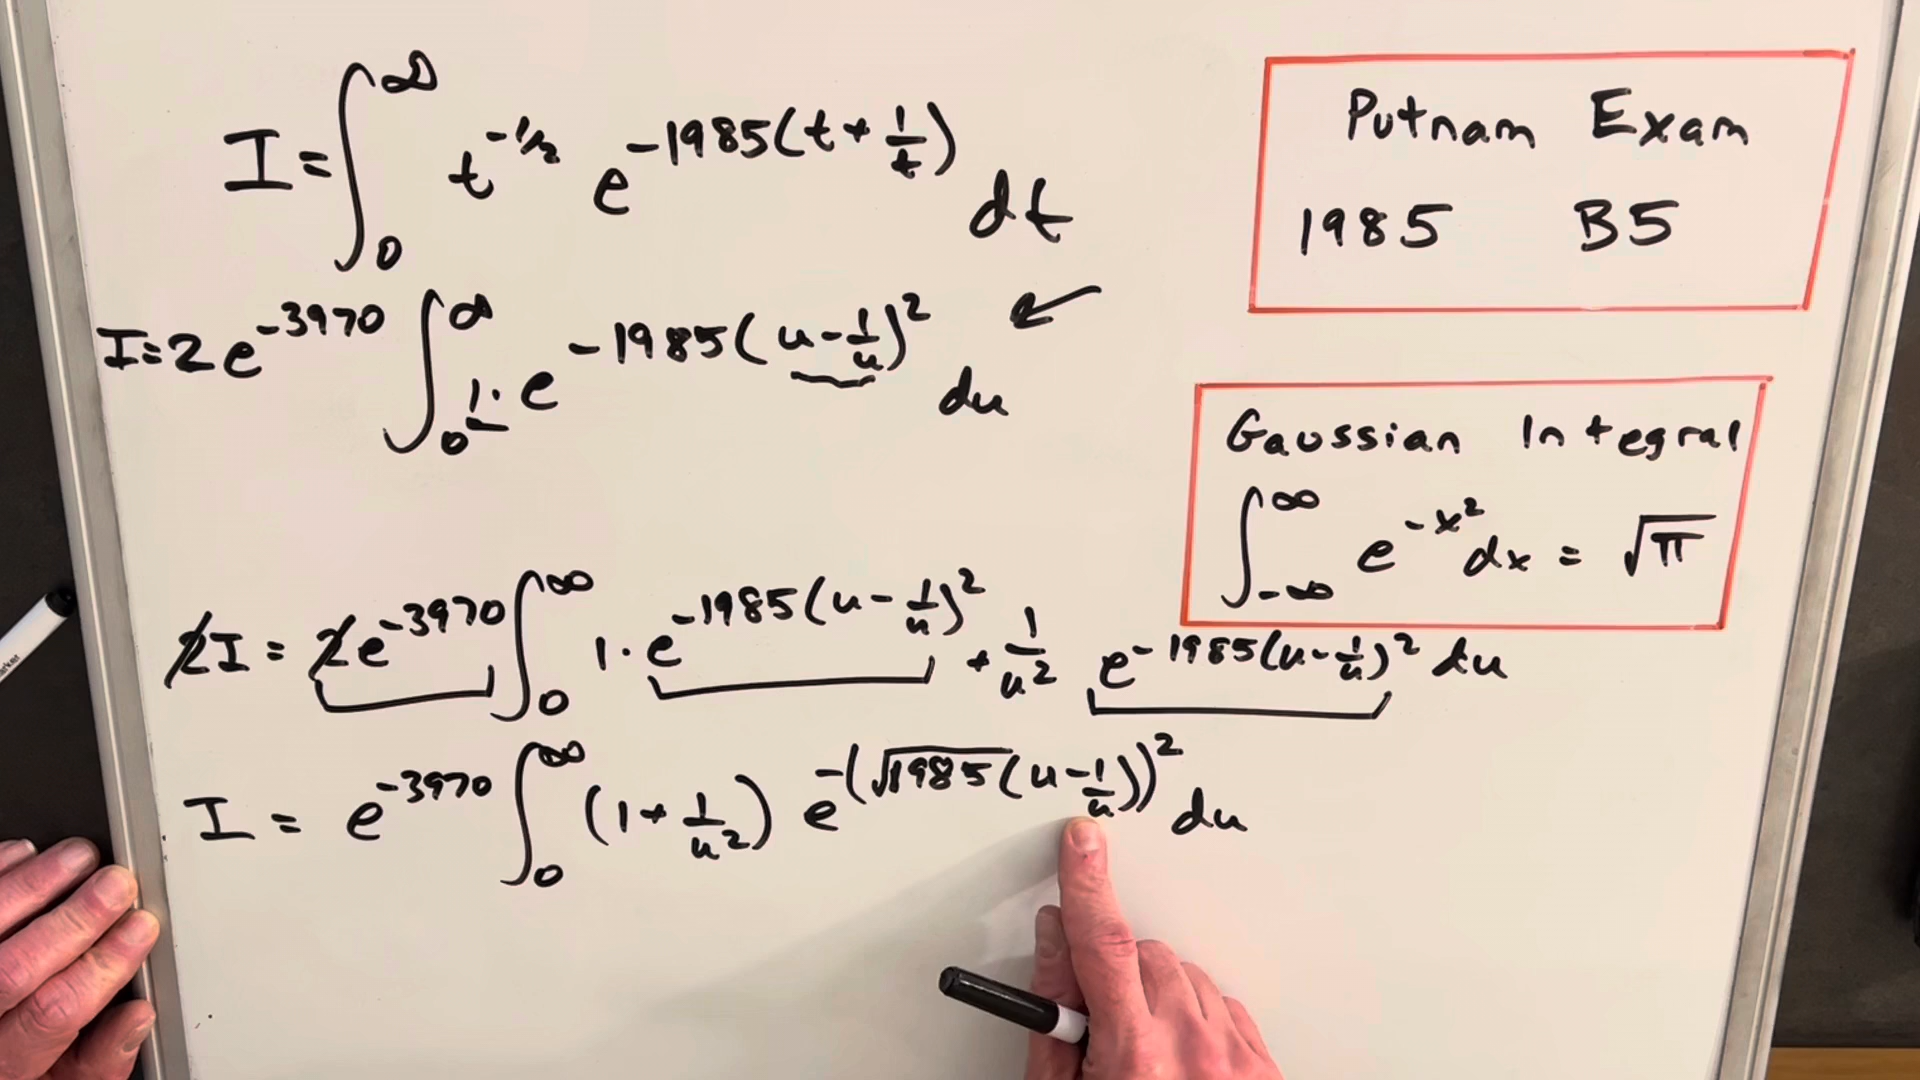 I = ∫₀^∞ t^{-1/2} e^{-1985(t + 1/t)} dt
Putnam Exam
1985 B5
I = 2e^{-3970} ∫₀^∞ 1 · e^{-1985(u - 1/u)²} du
Gaussian Integral
∫_{-∞}^{∞} e^{-x²} dx = √π
2I = 2e^{-3970} ∫₀^∞ 1 · e^{-1985(u - 1/u)²} + 1/u² e^{-1985(u - 1/u)²} du
I = e^{-3970} ∫₀^∞ (1 + 1/u²) e^{-(√1985(u - 1/u))²} du